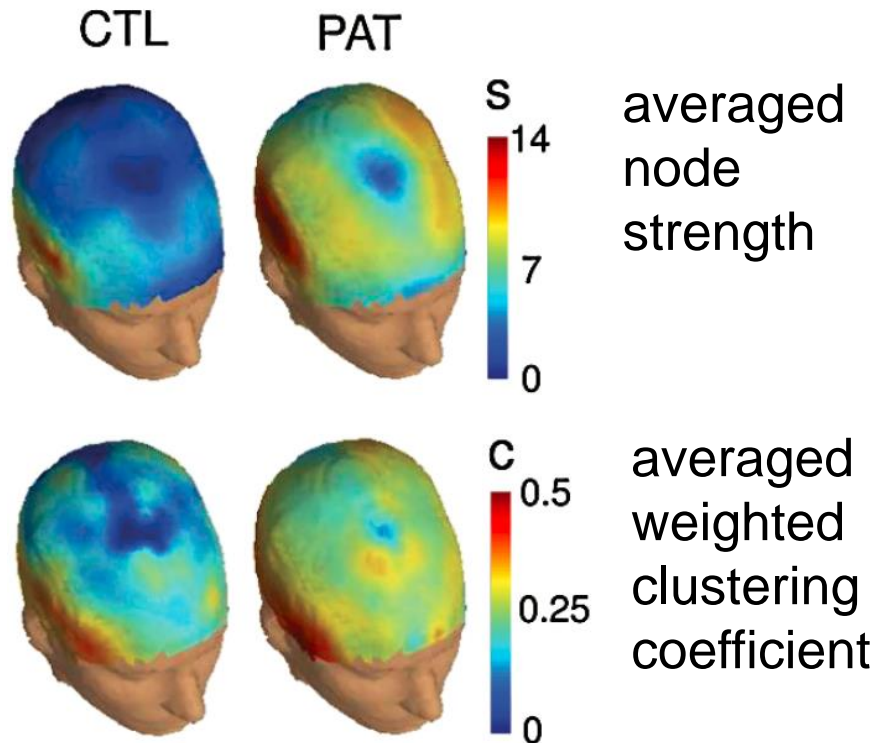 CTL PAT
S
14
7
0
averaged
node
strength
C
0.5
0.25
0
averaged
weighted
clustering
coefficient